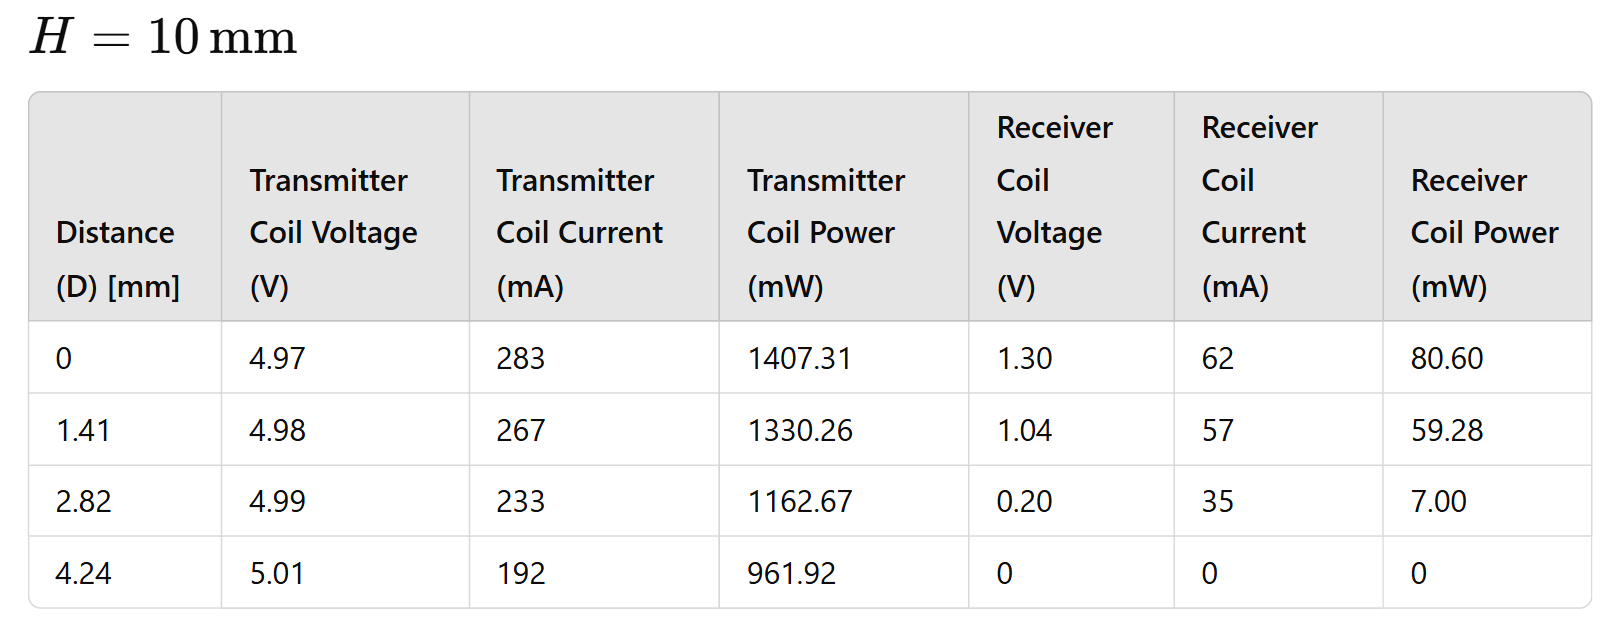 H = 10 mm
Distance (D) [mm] Transmitter Coil Voltage (V) Transmitter Coil Current (mA) Transmitter Coil Power (mW) Receiver Coil Voltage (V) Receiver Coil Current (mA) Receiver Coil Power (mW)
0 4.97 283 1407.31 1.30 62 80.60
1.41 4.98 267 1330.26 1.04 57 59.28
2.82 4.99 233 1162.67 0.20 35 7.00
4.24 5.01 192 961.92 0 0 0